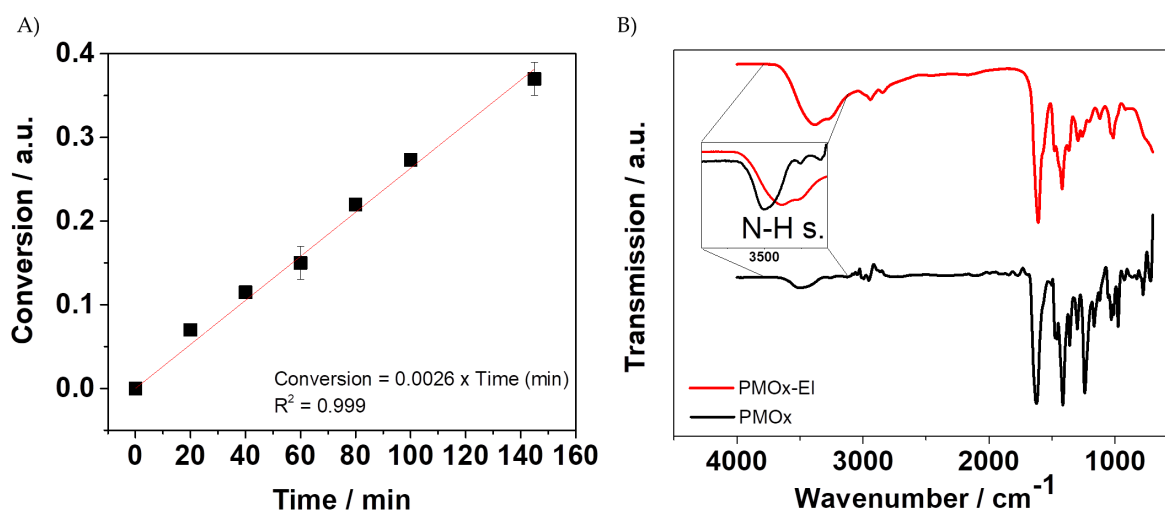 A)
0.4
0.3
0.2
0.1
0.0
Conversion / a.u.
Conversion = 0.0026 x Time (min)
R² = 0.999
0 20 40 60 80 100 120 140 160
Time / min
B)
Transmission / a.u.
N-H s.
3500
PMOx-EI
PMOx
4000 3000 2000 1000
Wavenumber / cm⁻¹